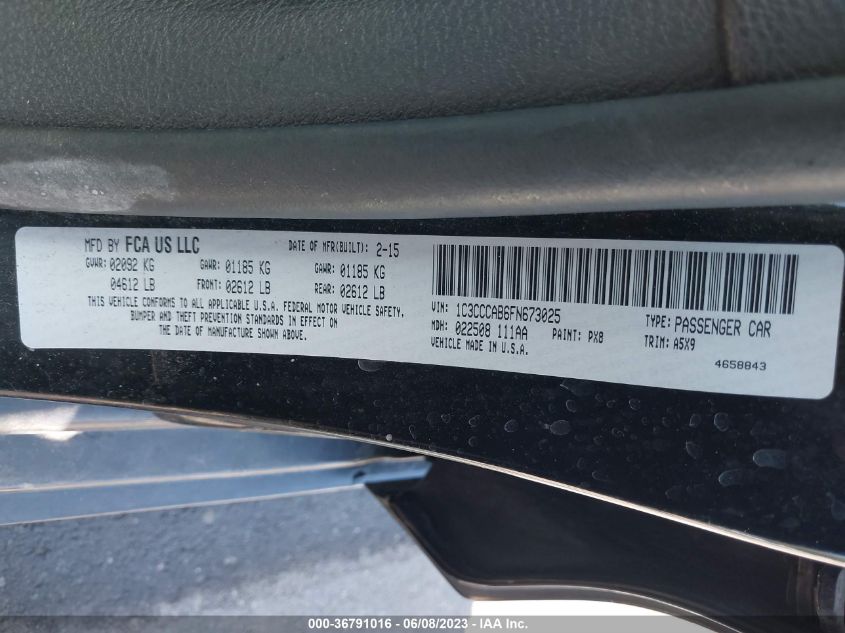 MFD BY FCA US LLC DATE OF MFR(BUILT): 2-15
GVWR: 02092 KG GAWR: 01185 KG GAWR: 01185 KG
04612 LB FRONT: 02612 LB REAR: 02612 LB
THIS VEHICLE CONFORMS TO ALL APPLICABLE U.S.A. FEDERAL MOTOR VEHICLE SAFETY,
BUMPER AND THEFT PREVENTION STANDARDS IN EFFECT ON
THE DATE OF MANUFACTURE SHOWN ABOVE.
VIN: 1C3CCCAB6FN673025 TYPE: PASSENGER CAR
MDH: 022508 111AA PAINT: PX8 TRIM: A5X9
VEHICLE MADE IN U.S.A.
4658843
000-36791016 - 06/08/2023 - IAA Inc.